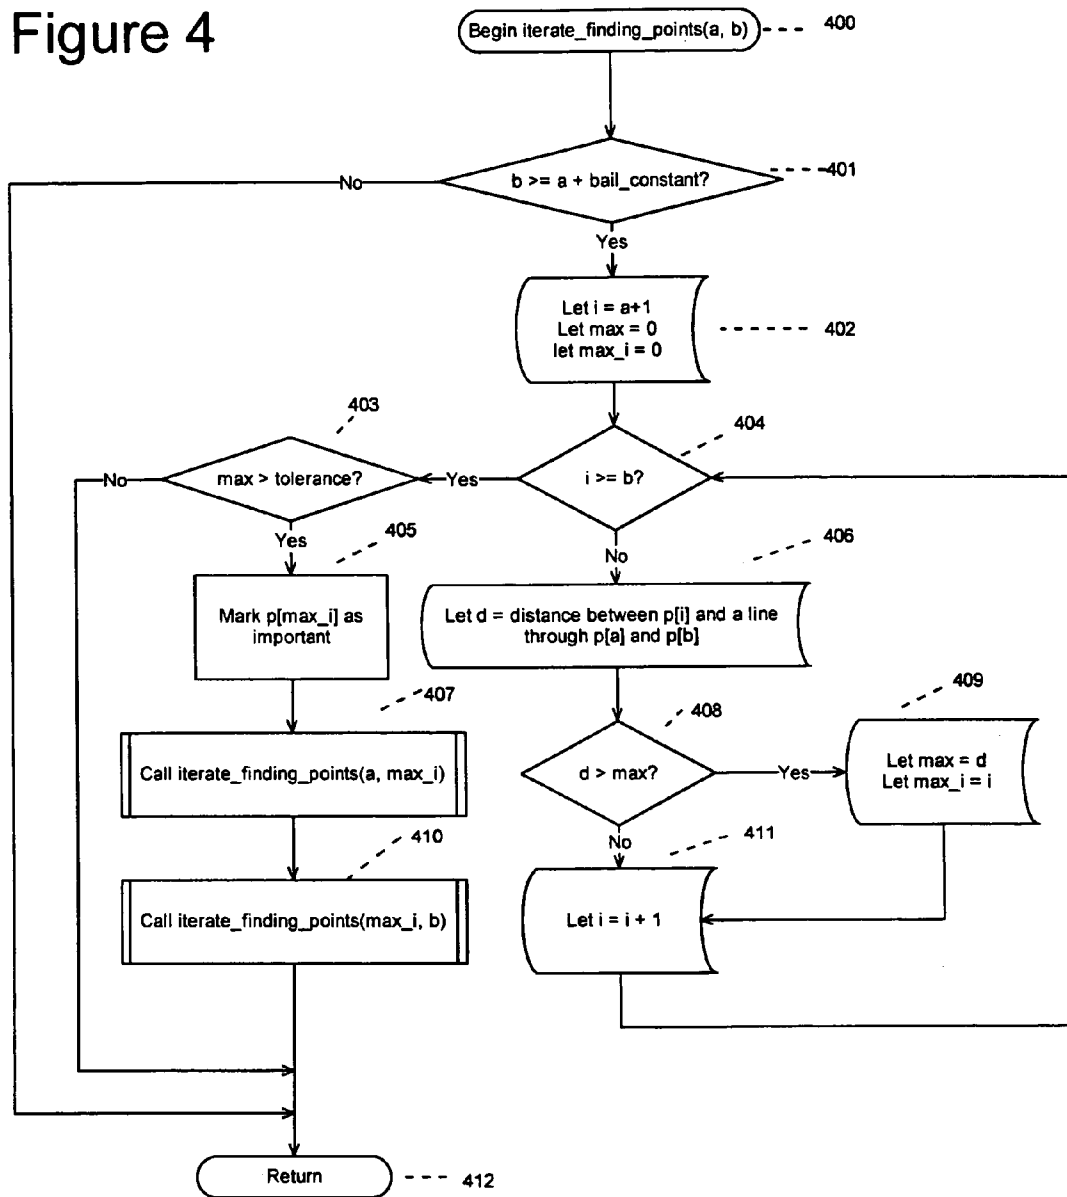 Figure 4
Begin iterate_finding_points(a, b)
400
b >= a + bail_constant?
401
No
Yes
Let i = a+1
Let max = 0
let max_i = 0
402
403
404
max > tolerance?
No
Yes
i >= b?
Yes
405
No
406
Mark p[max_i] as
important
Let d = distance between p[i] and a line
through p[a] and p[b]
407
408
409
Call iterate_finding_points(a, max_i)
d > max?
Yes
Let max = d
Let max_i = i
410
No
411
Call iterate_finding_points(max_i, b)
Let i = i + 1
Return
412